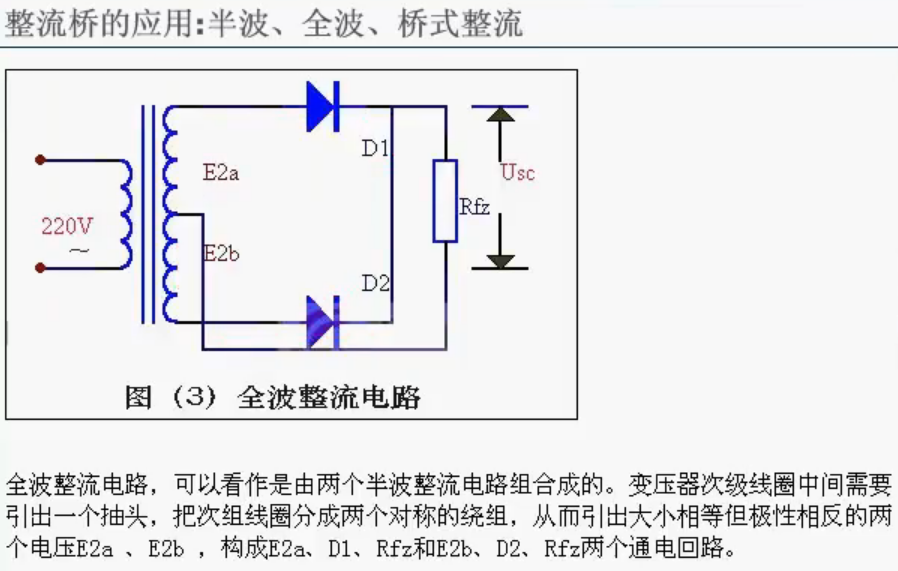 整流桥的应用:半波、全波、桥式整流
D1
E2a
Usc
Rfz
220V
~
E2b
D2
图（3）全波整流电路
全波整流电路，可以看作是由两个半波整流电路组合成的。变压器次级线圈中间需要
引出一个抽头，把次组线圈分成两个对称的绕组，从而引出大小相等但极性相反的两
个电压E2a 、E2b ，构成E2a、D1、Rfz和E2b、D2、Rfz两个通电回路。